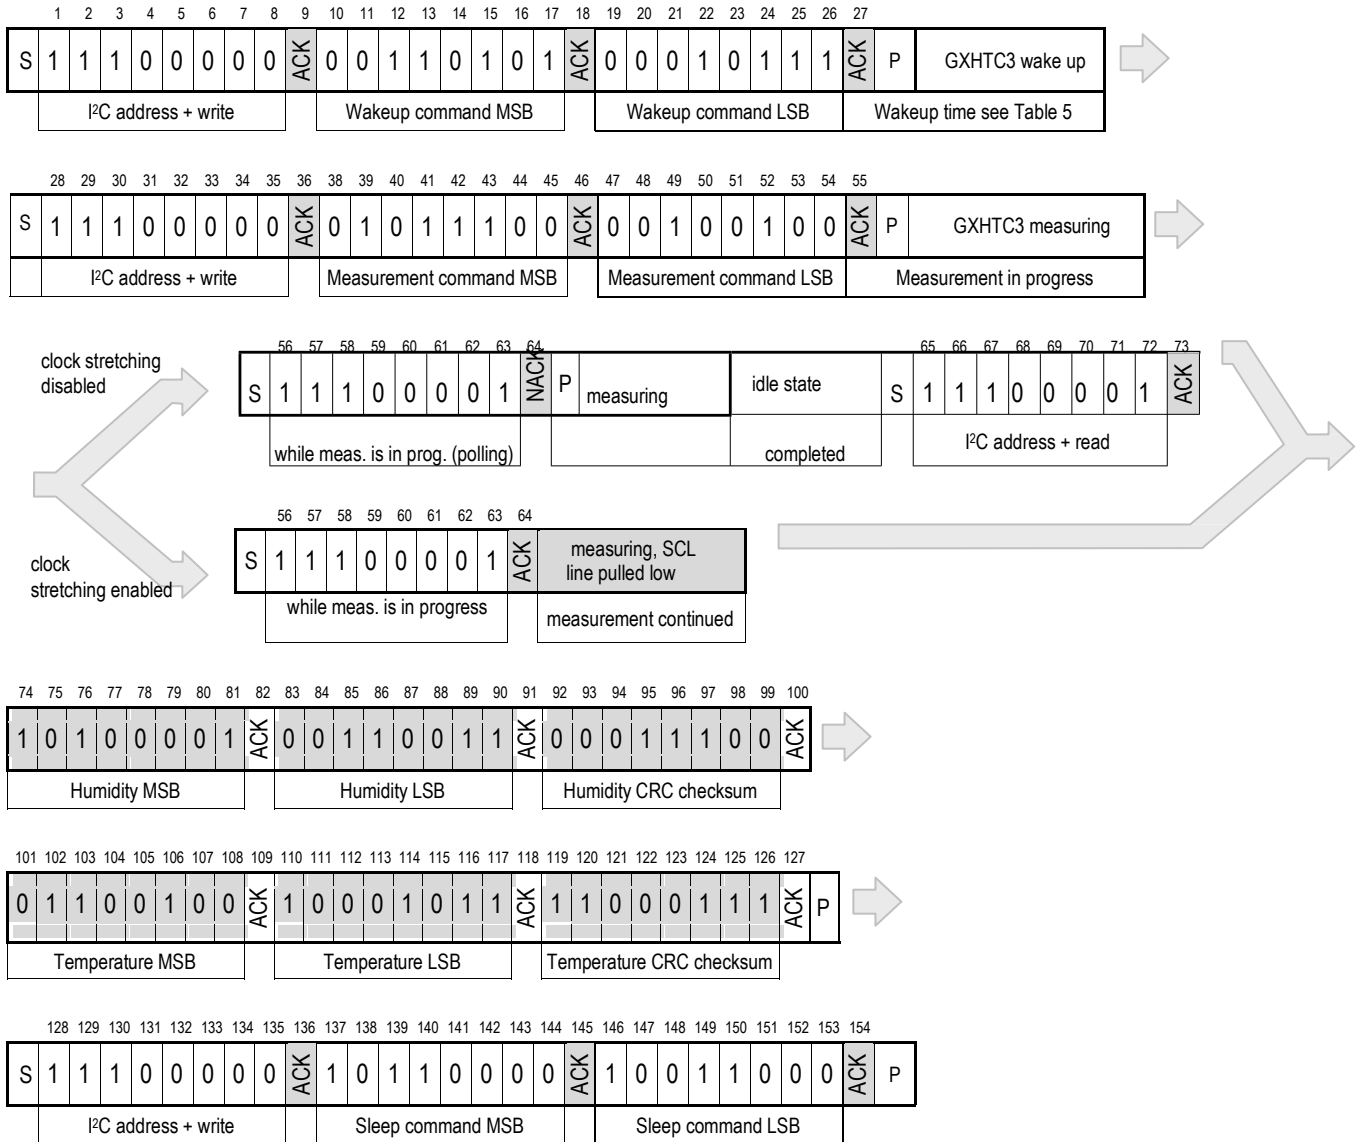 1 2 3 4 5 6 7 8 9 10 11 12 13 14 15 16 17 18 19 20 21 22 23 24 25 26 27
S 1 1 1 0 0 0 0 0 ACK 0 0 1 1 0 1 0 1 ACK 0 0 0 1 0 1 1 1 ACK P GXHTC3 wake up
I²C address + write Wakeup command MSB Wakeup command LSB Wakeup time see Table 5
28 29 30 31 32 33 34 35 36 38 39 40 41 42 43 44 45 46 47 48 49 50 51 52 53 54 55
S 1 1 1 0 0 0 0 0 ACK 0 1 0 1 1 1 0 0 ACK 0 0 1 0 0 1 0 0 ACK P GXHTC3 measuring
I²C address + write Measurement command MSB Measurement command LSB Measurement in progress
clock stretching
disabled
56 57 58 59 60 61 62 63 64 65 66 67 68 69 70 71 72 73
S 1 1 1 0 0 0 0 1 NACK P measuring idle state S 1 1 1 0 0 0 0 1 ACK
while meas. is in prog. (polling) completed I²C address + read
clock
stretching enabled
56 57 58 59 60 61 62 63 64
S 1 1 1 0 0 0 0 1 ACK measuring, SCL
line pulled low
while meas. is in progress measurement continued
74 75 76 77 78 79 80 81 82 83 84 85 86 87 88 89 90 91 92 93 94 95 96 97 98 99 100
1 0 1 0 0 0 0 1 ACK 0 0 1 1 0 0 1 1 ACK 0 0 0 1 1 1 0 0 ACK
Humidity MSB Humidity LSB Humidity CRC checksum
101 102 103 104 105 106 107 108 109 110 111 112 113 114 115 116 117 118 119 120 121 122 123 124 125 126 127
0 1 1 0 0 1 0 0 ACK 1 0 0 0 1 0 1 1 ACK 1 1 0 0 0 1 1 1 ACK P
Temperature MSB Temperature LSB Temperature CRC checksum
128 129 130 131 132 133 134 135 136 137 138 139 140 141 142 143 144 145 146 147 148 149 150 151 152 153 154
S 1 1 1 0 0 0 0 0 ACK 1 0 1 1 0 0 0 0 ACK 1 0 0 1 1 0 0 0 ACK P
I²C address + write Sleep command MSB Sleep command LSB